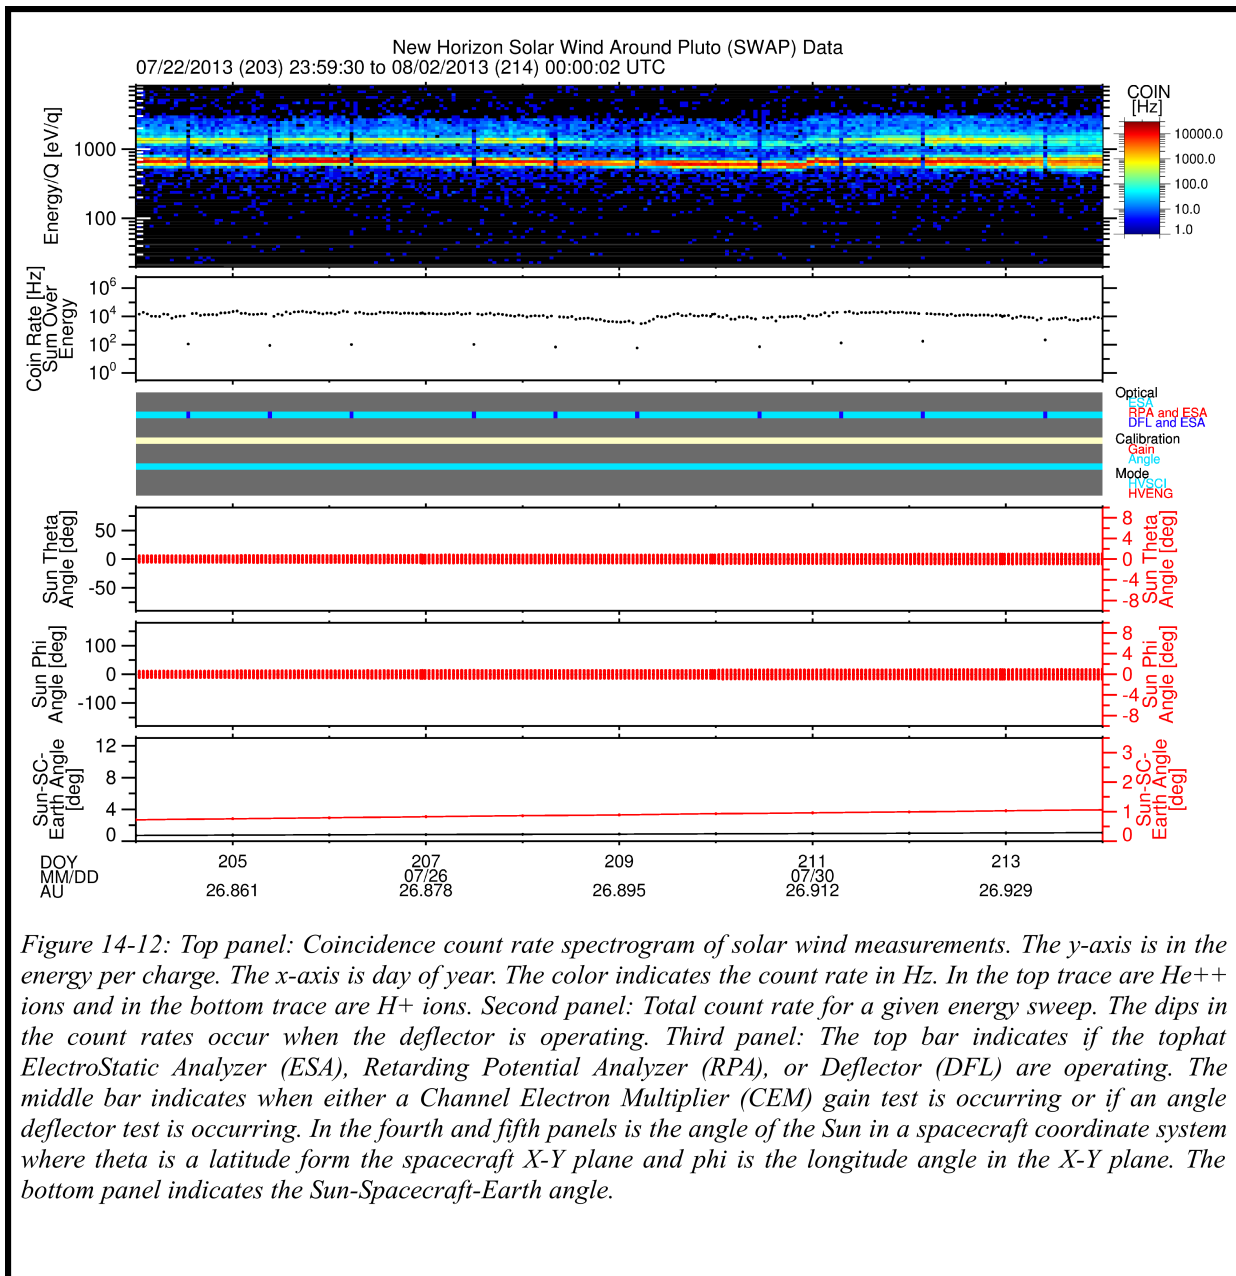 New Horizon Solar Wind Around Pluto (SWAP) Data
07/22/2013 (203) 23:59:30 to 08/02/2013 (214) 00:00:02 UTC
Energy/Q [eV/q]
1000
100
COIN
[Hz]
10000.0
1000.0
100.0
10.0
1.0
Coin Rate [Hz]
Sum Over
Energy
10^6
10^4
10^2
10^0
Optical
ESA
RPA and ESA
DFL and ESA
Calibration
Gain
Angle
Mode
HVSCI
HVENG
Sun Theta
Angle [deg]
50
0
-50
8
4
0
-4
-8
Sun Theta
Angle [deg]
Sun Phi
Angle [deg]
100
0
-100
8
4
0
-4
-8
Sun Phi
Angle [deg]
Sun-SC-
Earth Angle
[deg]
12
8
4
0
3
2
1
0
Sun-SC-
Earth Angle
[deg]
DOY 205 207 209 211 213
MM/DD 07/26 07/30
AU 26.861 26.878 26.895 26.912 26.929
Figure 14-12: Top panel: Coincidence count rate spectrogram of solar wind measurements. The y-axis is in the
energy per charge. The x-axis is day of year. The color indicates the count rate in Hz. In the top trace are He++
ions and in the bottom trace are H+ ions. Second panel: Total count rate for a given energy sweep. The dips in
the count rates occur when the deflector is operating. Third panel: The top bar indicates if the tophat
ElectroStatic Analyzer (ESA), Retarding Potential Analyzer (RPA), or Deflector (DFL) are operating. The
middle bar indicates when either a Channel Electron Multiplier (CEM) gain test is occurring or if an angle
deflector test is occurring. In the fourth and fifth panels is the angle of the Sun in a spacecraft coordinate system
where theta is a latitude form the spacecraft X-Y plane and phi is the longitude angle in the X-Y plane. The
bottom panel indicates the Sun-Spacecraft-Earth angle.